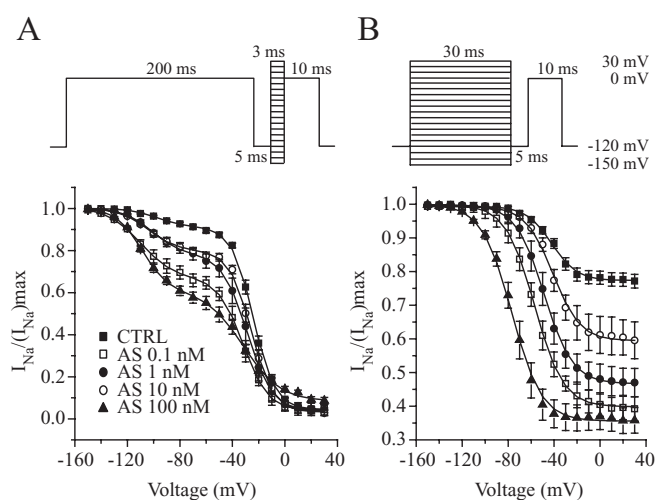 A
200 ms
3 ms
10 ms
5 ms
B
30 ms
10 ms
5 ms
30 mV
0 mV
-120 mV
-150 mV
I_Na/(I_Na)max
1.0
0.8
0.6
0.4
0.2
0.0
CTRL
AS 0.1 nM
AS 1 nM
AS 10 nM
AS 100 nM
-160 -120 -80 -40 0 40
Voltage (mV)
I_Na/(I_Na)max
1.0
0.9
0.8
0.7
0.6
0.5
0.4
0.3
-160 -120 -80 -40 0 40
Voltage (mV)